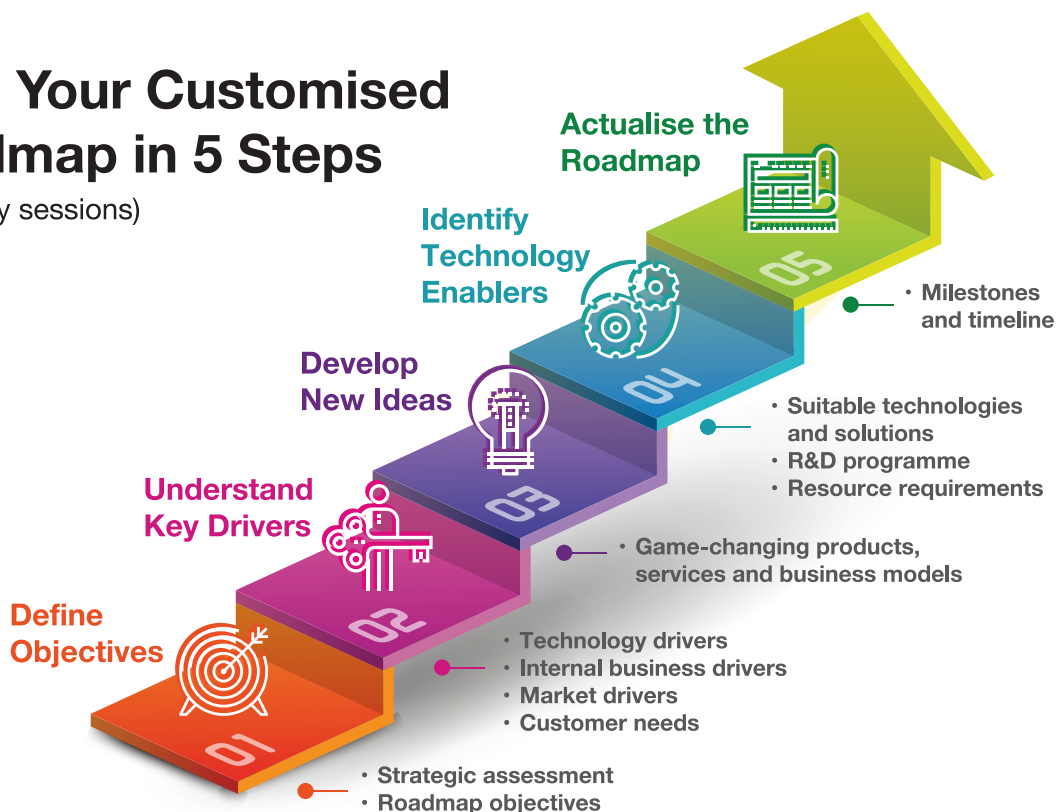 Your Customised
lmap in 5 Steps
y sessions)
Actualise the
Roadmap
05
• Milestones
and timeline
Identify
Technology
Enablers
04
• Suitable technologies
and solutions
• R&D programme
• Resource requirements
Develop
New Ideas
03
• Game-changing products,
services and business models
Understand
Key Drivers
02
• Technology drivers
• Internal business drivers
• Market drivers
• Customer needs
Define
Objectives
01
• Strategic assessment
• Roadmap objectives